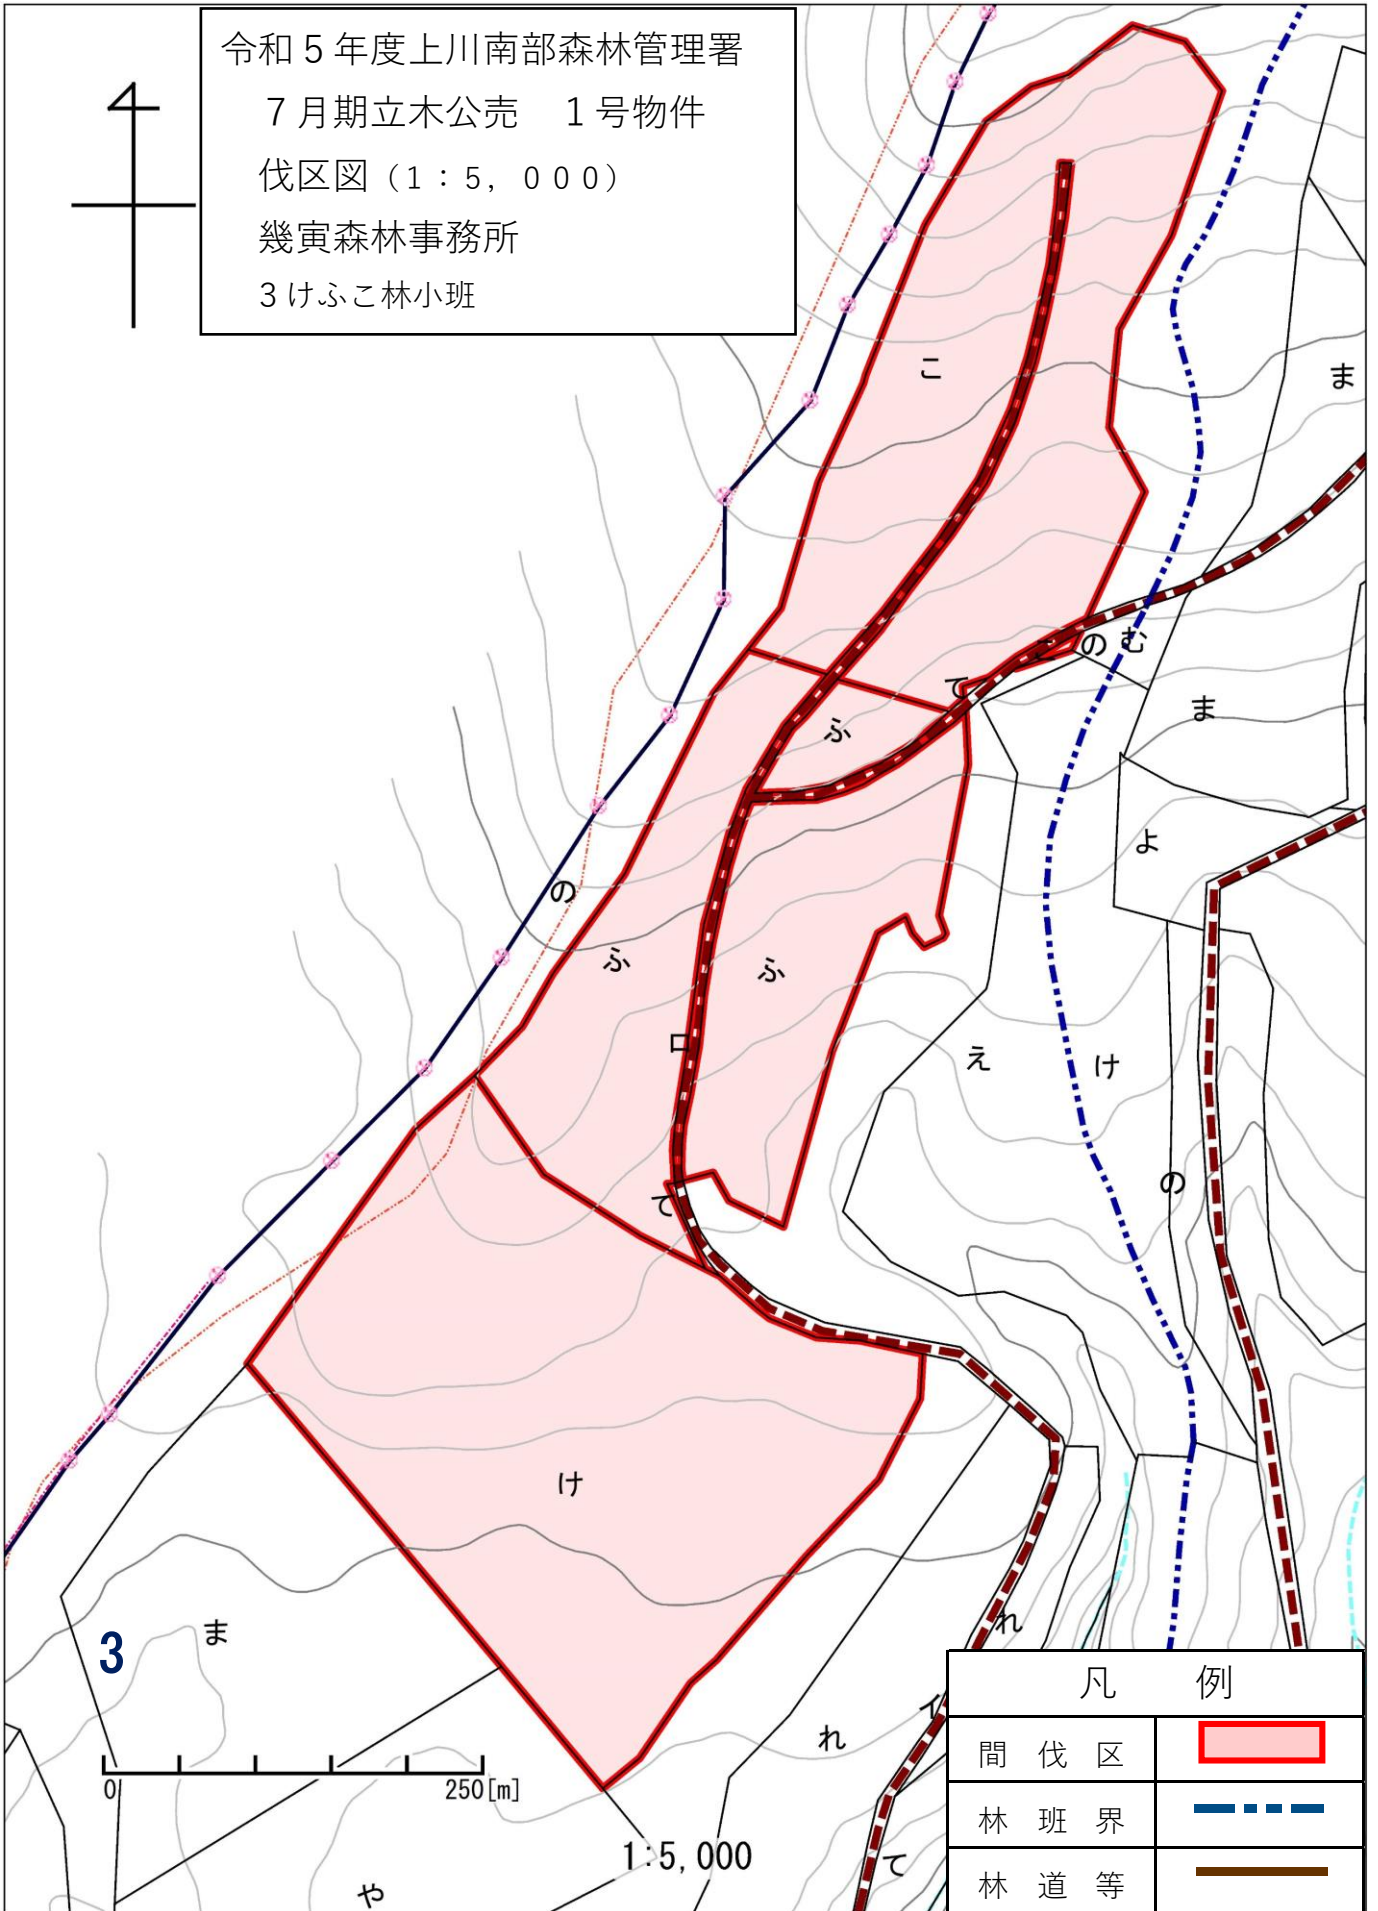 令和５年度上川南部森林管理署
７月期立木公売　１号物件
伐区図（1：5，000）
幾寅森林事務所
３けふこ林小班
こ
ま
のむ
こ
て
ま
ふ
よ
の
ふ
ふ
ロ
え
け
の
て
け
ま
3
れ
れ
イ
て
や
0
250[m]
1:5,000
凡　例
間　伐　区
林　班　界
林　道　等